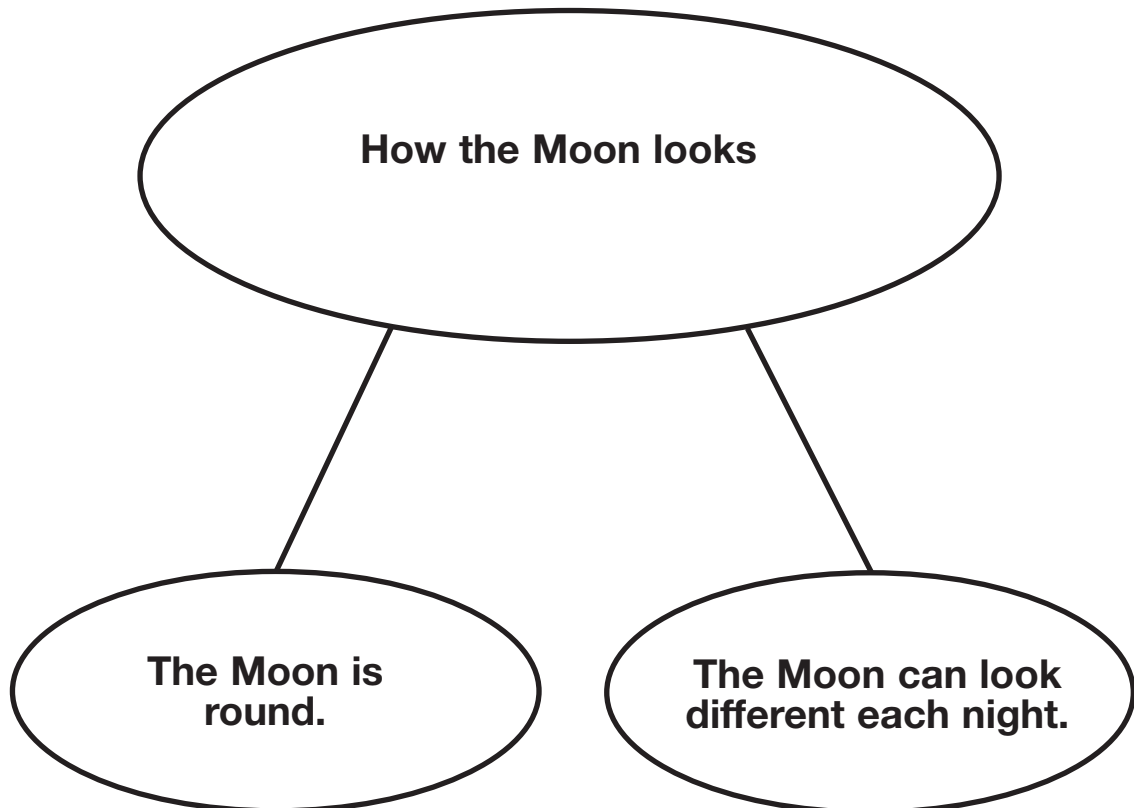 How the Moon looks
The Moon is
round.
The Moon can look
different each night.